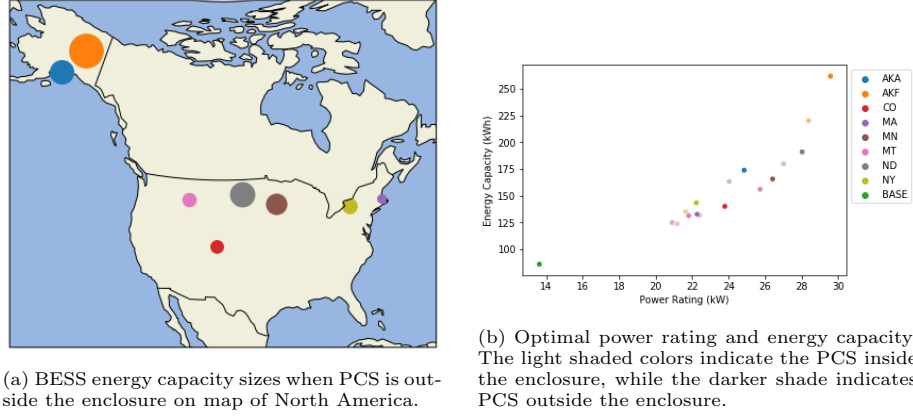 250
225
200
175
150
125
100
Energy Capacity (kWh)
14 16 18 20 22 24 26 28 30
Power Rating (kW)
AKA
AKF
CO
MA
MN
MT
ND
NY
BASE
(a) BESS energy capacity sizes when PCS is out-
side the enclosure on map of North America.
(b) Optimal power rating and energy capacity
The light shaded colors indicate the PCS inside
the enclosure, while the darker shade indicates
PCS outside the enclosure.